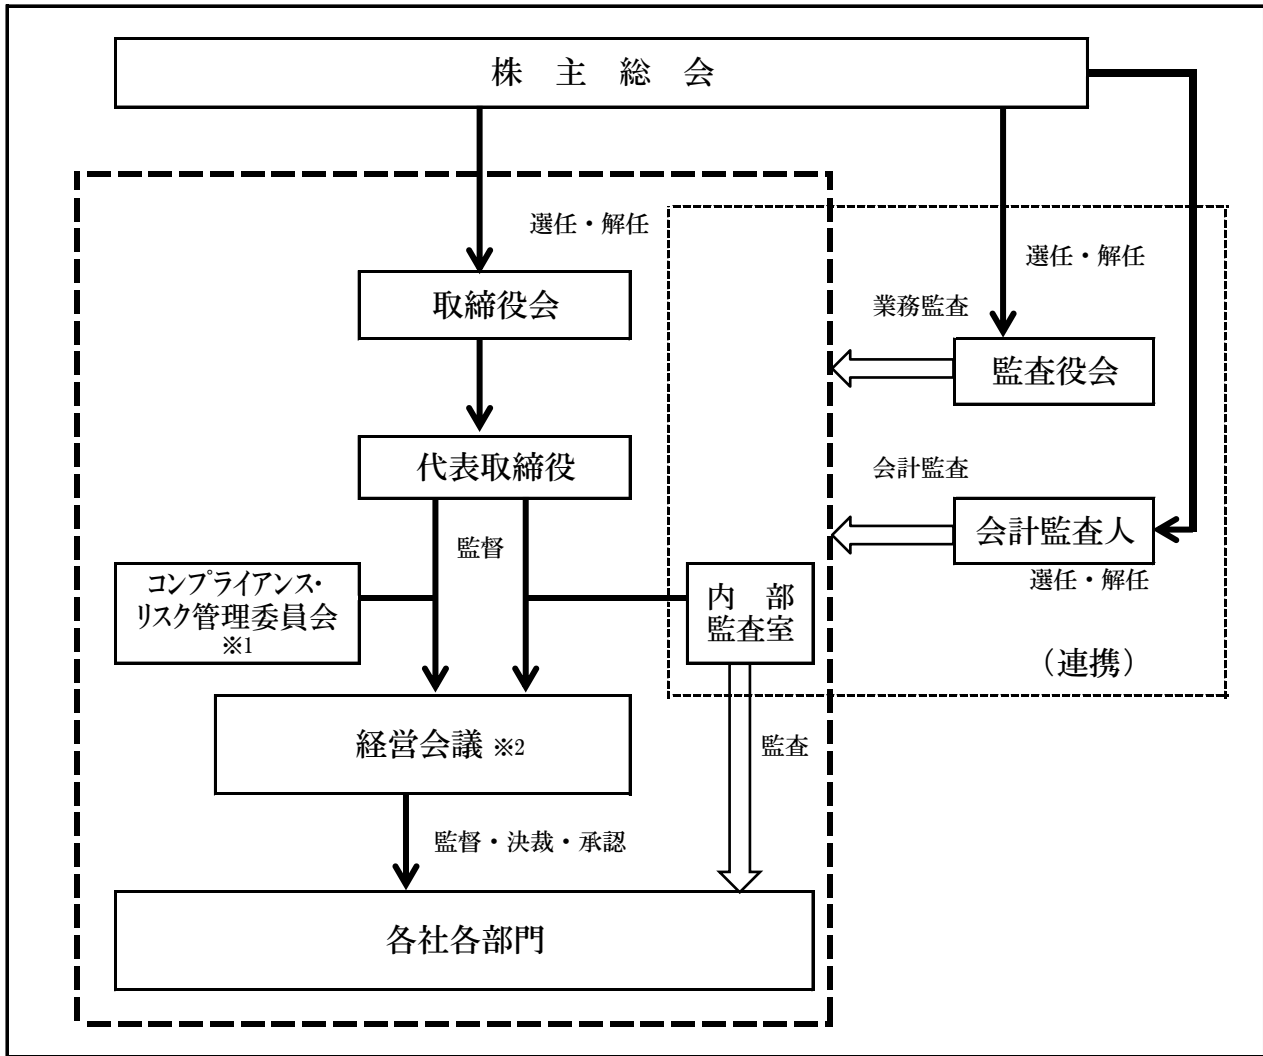 株　主　総　会
選任・解任
選任・解任
取締役会
業務監査
監査役会
代表取締役
会計監査
会計監査人
選任・解任
監督
コンプライアンス・
リスク管理委員会
※1
内　部
監査室
（連携）
経営会議 ※2
監査
監督・決裁・承認
各社各部門